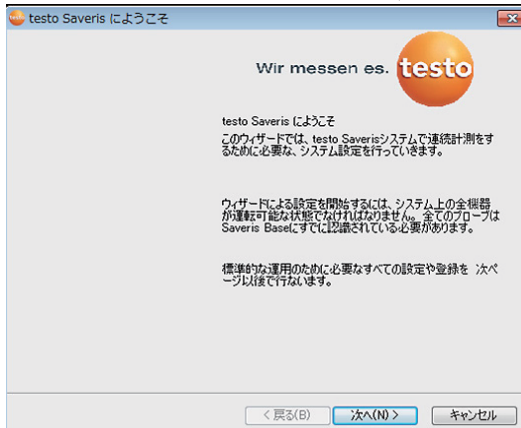 testo Saveris にようこそ
Wir messen es. testo
testo Saveris にようこそ
このウィザードでは、testo Saverisシステムで連続計測をす
るために必要な、システム設定を行っていきます。
ウィザードによる設定を開始するには、システム上の全機器
が運転可能な状態でなければなりません。全てのプローブは
Saveris Baseにすでに認識されている必要があります。
標準的な運用のために必要なすべての設定や登録を 次ペ
ージ以後で行ないます。
< 戻る(B) 次へ(N) > キャンセル